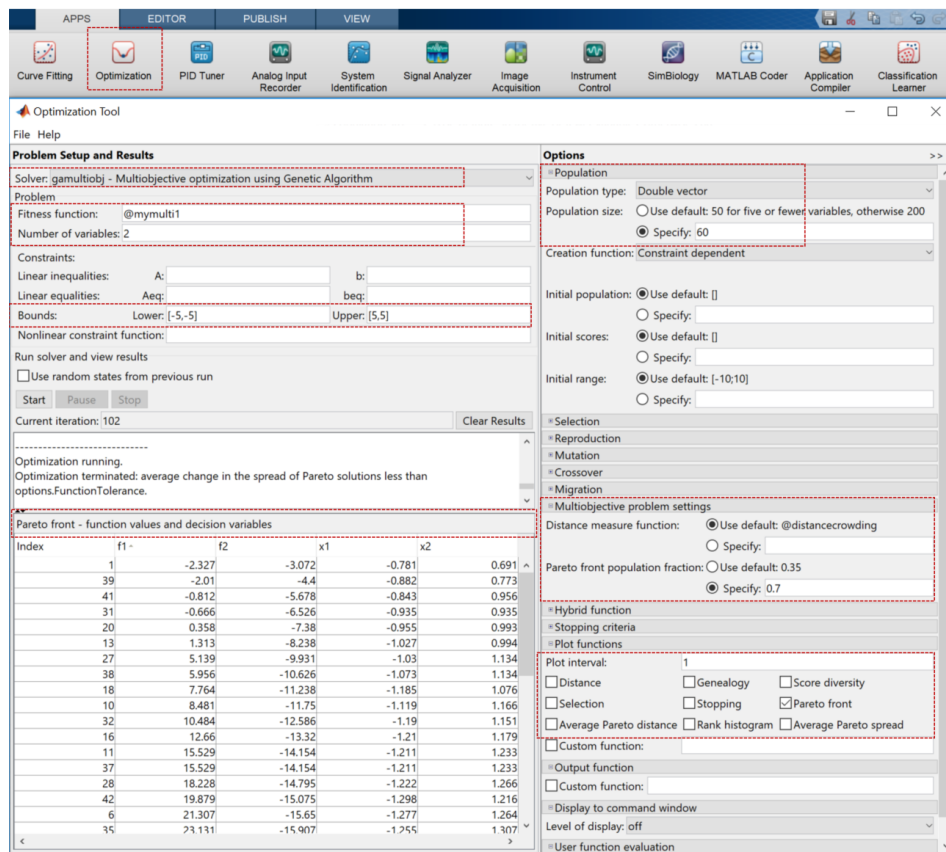 APPS EDITOR PUBLISH VIEW
Curve Fitting Optimization PID Tuner Analog Input Recorder System Identification Signal Analyzer Image Acquisition Instrument Control SimBiology MATLAB Coder Application Compiler Classification Learner
Optimization Tool
File Help
Problem Setup and Results
Solver: gamultiobj - Multiobjective optimization using Genetic Algorithm
Problem
Fitness function: @mymulti1
Number of variables: 2
Constraints:
Linear inequalities: A: b:
Linear equalities: Aeq: beq:
Bounds: Lower: [-5,-5] Upper: [5,5]
Nonlinear constraint function:
Run solver and view results
Use random states from previous run
Start Pause Stop
Current iteration: 102 Clear Results
----------------------------
Optimization running.
Optimization terminated: average change in the spread of Pareto solutions less than
options.FunctionTolerance.
Pareto front - function values and decision variables
Index f1 f2 x1 x2
1 -2.327 -3.072 -0.781 0.691
39 -2.01 -4.4 -0.882 0.773
41 -0.812 -5.678 -0.843 0.956
31 -0.666 -6.526 -0.935 0.935
20 0.358 -7.38 -0.955 0.993
13 1.313 -8.238 -1.027 0.994
27 5.139 -9.931 -1.03 1.134
38 5.956 -10.626 -1.073 1.134
18 7.764 -11.238 -1.185 1.076
10 8.481 -11.75 -1.119 1.166
32 10.484 -12.586 -1.19 1.151
16 12.66 -13.32 -1.21 1.179
11 15.529 -14.154 -1.211 1.233
37 15.529 -14.154 -1.211 1.233
28 18.228 -14.795 -1.222 1.266
42 19.879 -15.075 -1.298 1.216
6 21.307 -15.65 -1.277 1.264
35 23.131 -15.907 -1.255 1.307
Options >>
Population
Population type: Double vector
Population size: Use default: 50 for five or fewer variables, otherwise 200
Specify: 60
Creation function: Constraint dependent
Initial population: Use default: []
Specify:
Initial scores: Use default: []
Specify:
Initial range: Use default: [-10;10]
Specify:
Selection
Reproduction
Mutation
Crossover
Migration
Multiobjective problem settings
Distance measure function: Use default: @distancecrowding
Specify:
Pareto front population fraction: Use default: 0.35
Specify: 0.7
Hybrid function
Stopping criteria
Plot functions
Plot interval: 1
Distance Genealogy Score diversity
Selection Stopping Pareto front
Average Pareto distance Rank histogram Average Pareto spread
Custom function:
Output function
Custom function:
Display to command window
Level of display: off
User function evaluation